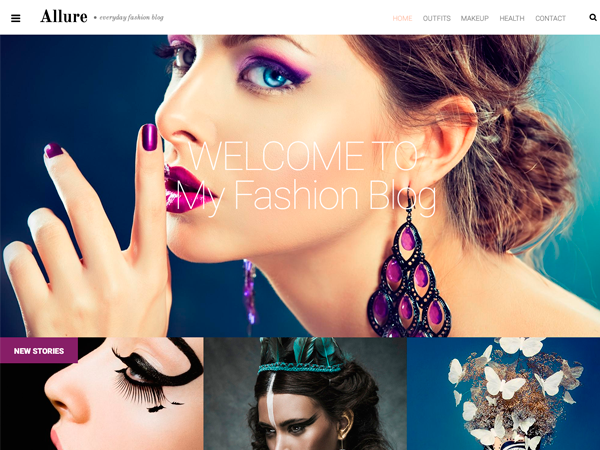 Allure • everyday fashion blog
HOME OUTFITS MAKEUP HEALTH CONTACT
WELCOME TO
My Fashion Blog
NEW STORIES